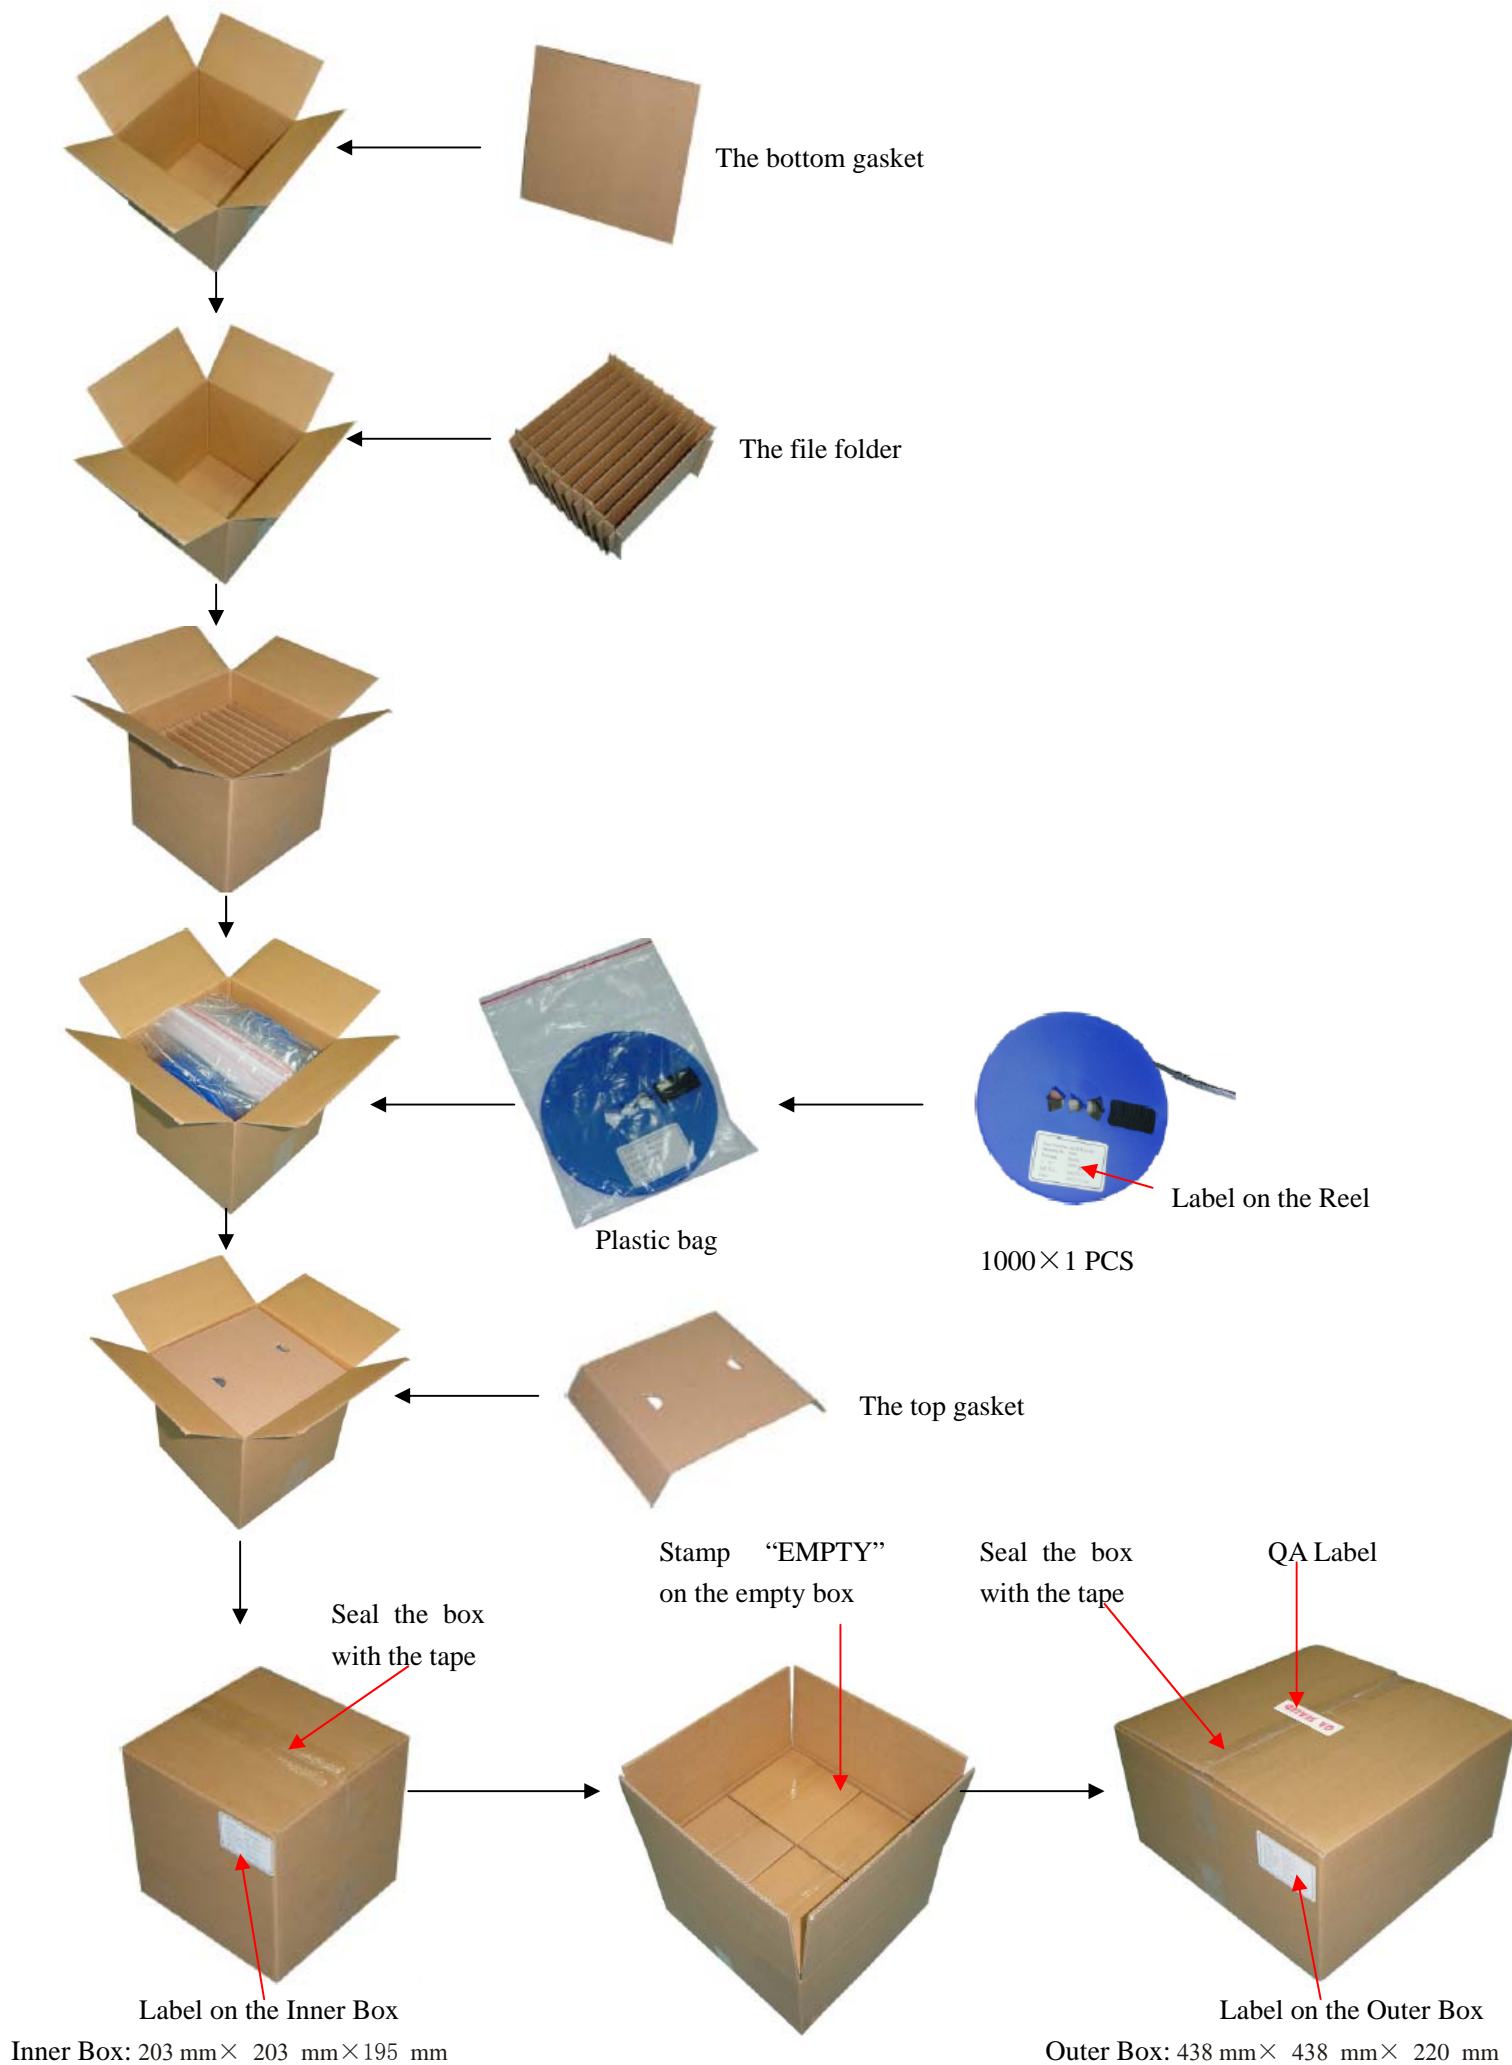 The bottom gasket
The file folder
Label on the Reel
Plastic bag
1000×1 PCS
The top gasket
Stamp “EMPTY”
on the empty box
Seal the box
with the tape
QA Label
Seal the box
with the tape
Label on the Inner Box
Label on the Outer Box
Inner Box: 203 mm× 203 mm×195 mm
Outer Box: 438 mm× 438 mm× 220 mm